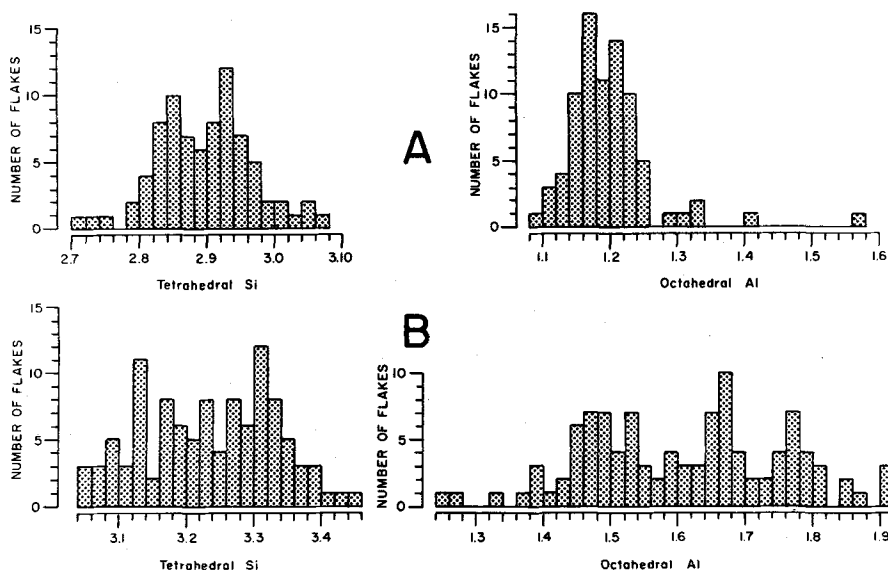 15
10
5
0
NUMBER OF FLAKES
2.7 2.8 2.9 3.0 3.10
Tetrahedral Si
A
15
10
5
0
NUMBER OF FLAKES
1.1 1.2 1.3 1.4 1.5 1.6
Octahedral Al
B
15
10
5
0
NUMBER OF FLAKES
3.1 3.2 3.3 3.4
Tetrahedral Si
10
5
0
NUMBER OF FLAKES
1.3 1.4 1.5 1.6 1.7 1.8 1.9
Octahedral Al